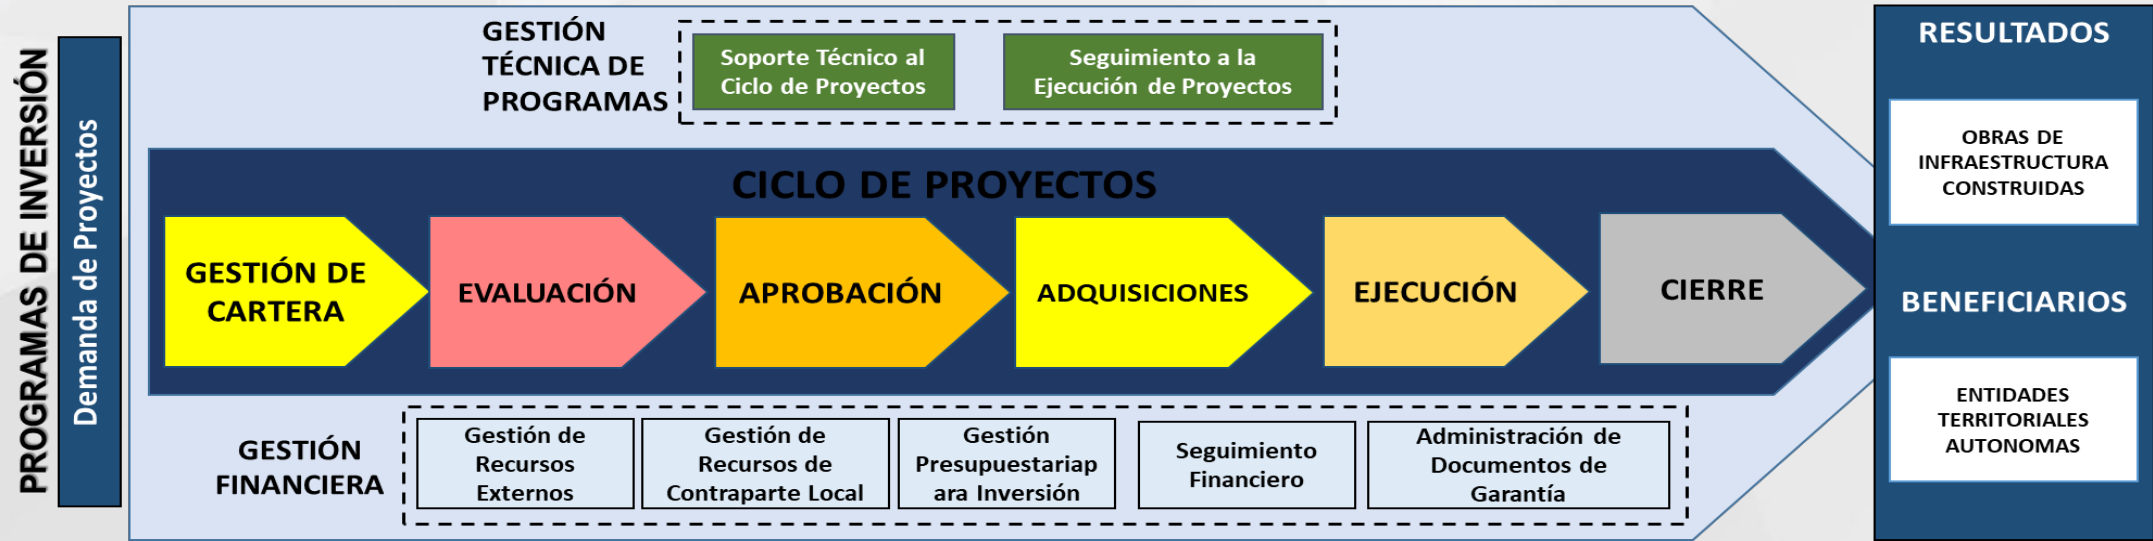 PROGRAMAS DE INVERSIÓN
Demanda de Proyectos
GESTIÓN
TÉCNICA DE
PROGRAMAS
Soporte Técnico al
Ciclo de Proyectos
Seguimiento a la
Ejecución de Proyectos
CICLO DE PROYECTOS
GESTIÓN DE
CARTERA
EVALUACIÓN
APROBACIÓN
ADQUISICIONES
EJECUCIÓN
CIERRE
GESTIÓN
FINANCIERA
Gestión de
Recursos
Externos
Gestión de
Recursos de
Contraparte Local
Gestión
Presupuestariap
ara Inversión
Seguimiento
Financiero
Administración de
Documentos de
Garantía
RESULTADOS
OBRAS DE
INFRAESTRUCTURA
CONSTRUIDAS
BENEFICIARIOS
ENTIDADES
TERRITORIALES
AUTONOMAS